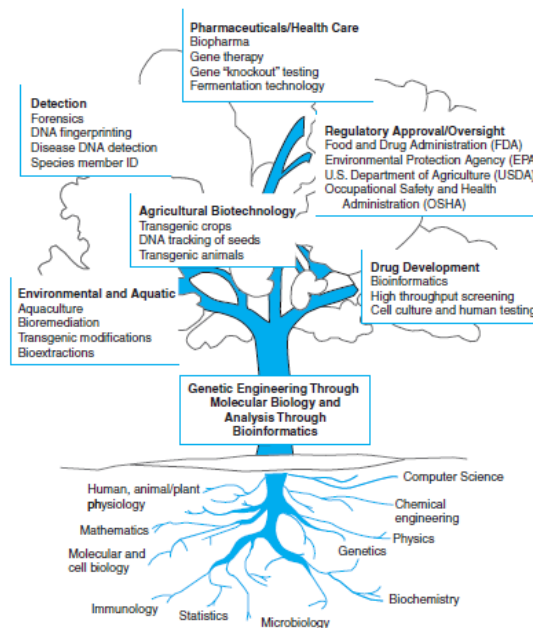 Pharmaceuticals/Health Care
Biopharma
Gene therapy
Gene “knockout” testing
Fermentation technology
Detection
Forensics
DNA fingerprinting
Disease DNA detection
Species member ID
Regulatory Approval/Oversight
Food and Drug Administration (FDA)
Environmental Protection Agency (EPA
U.S. Department of Agriculture (USDA)
Occupational Safety and Health
Administration (OSHA)
Agricultural Biotechnology
Transgenic crops
DNA tracking of seeds
Transgenic animals
Drug Development
Bioinformatics
High throughput screening
Cell culture and human testing
Environmental and Aquatic
Aquaculture
Bioremediation
Transgenic modifications
Bioextractions
Genetic Engineering Through
Molecular Biology and
Analysis Through
Bioinformatics
Computer Science
Human, animal/plant
physiology
Chemical
engineering
Mathematics
Physics
Molecular and
cell biology
Genetics
Biochemistry
Immunology
Statistics
Microbiology